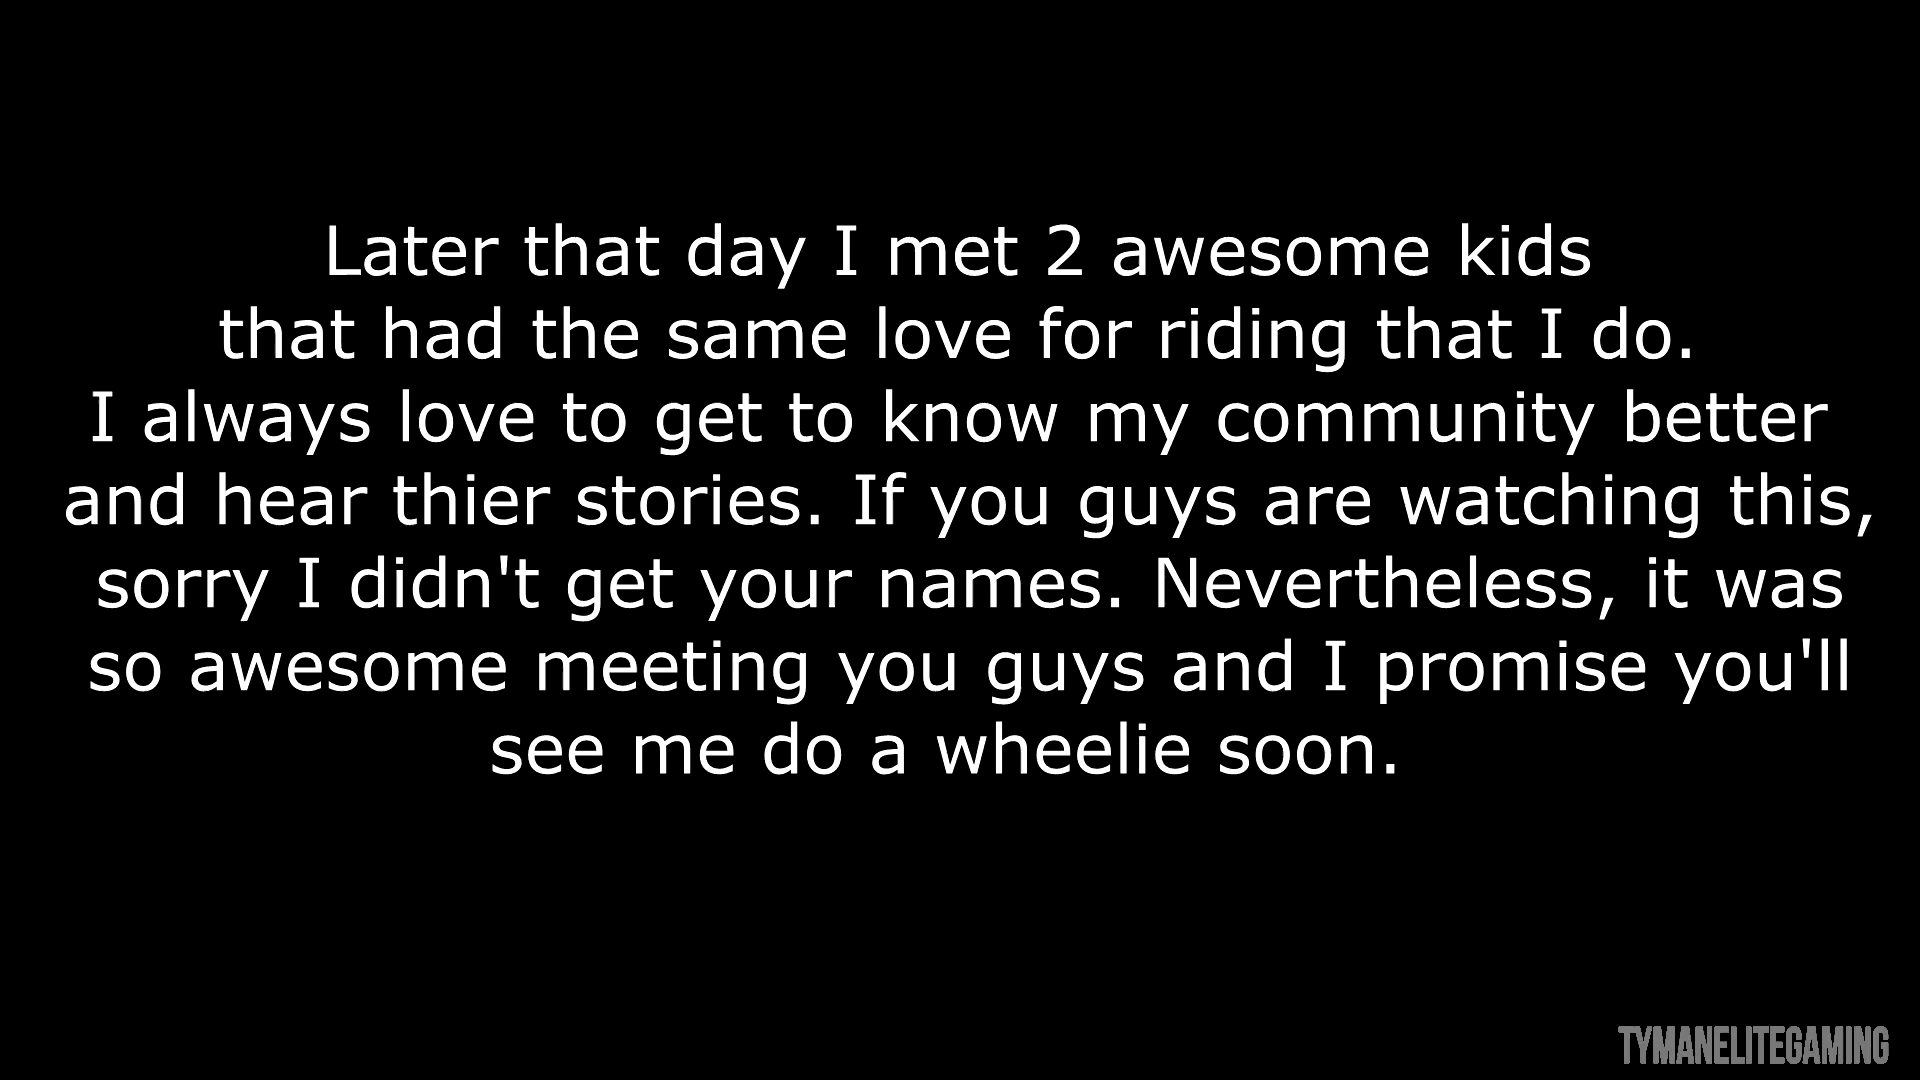 Later that day I met 2 awesome kids
that had the same love for riding that I do.
I always love to get to know my community better
and hear thier stories. If you guys are watching this,
sorry I didn't get your names. Nevertheless, it was
so awesome meeting you guys and I promise you'll
see me do a wheelie soon.
TYMANELITEGAMING